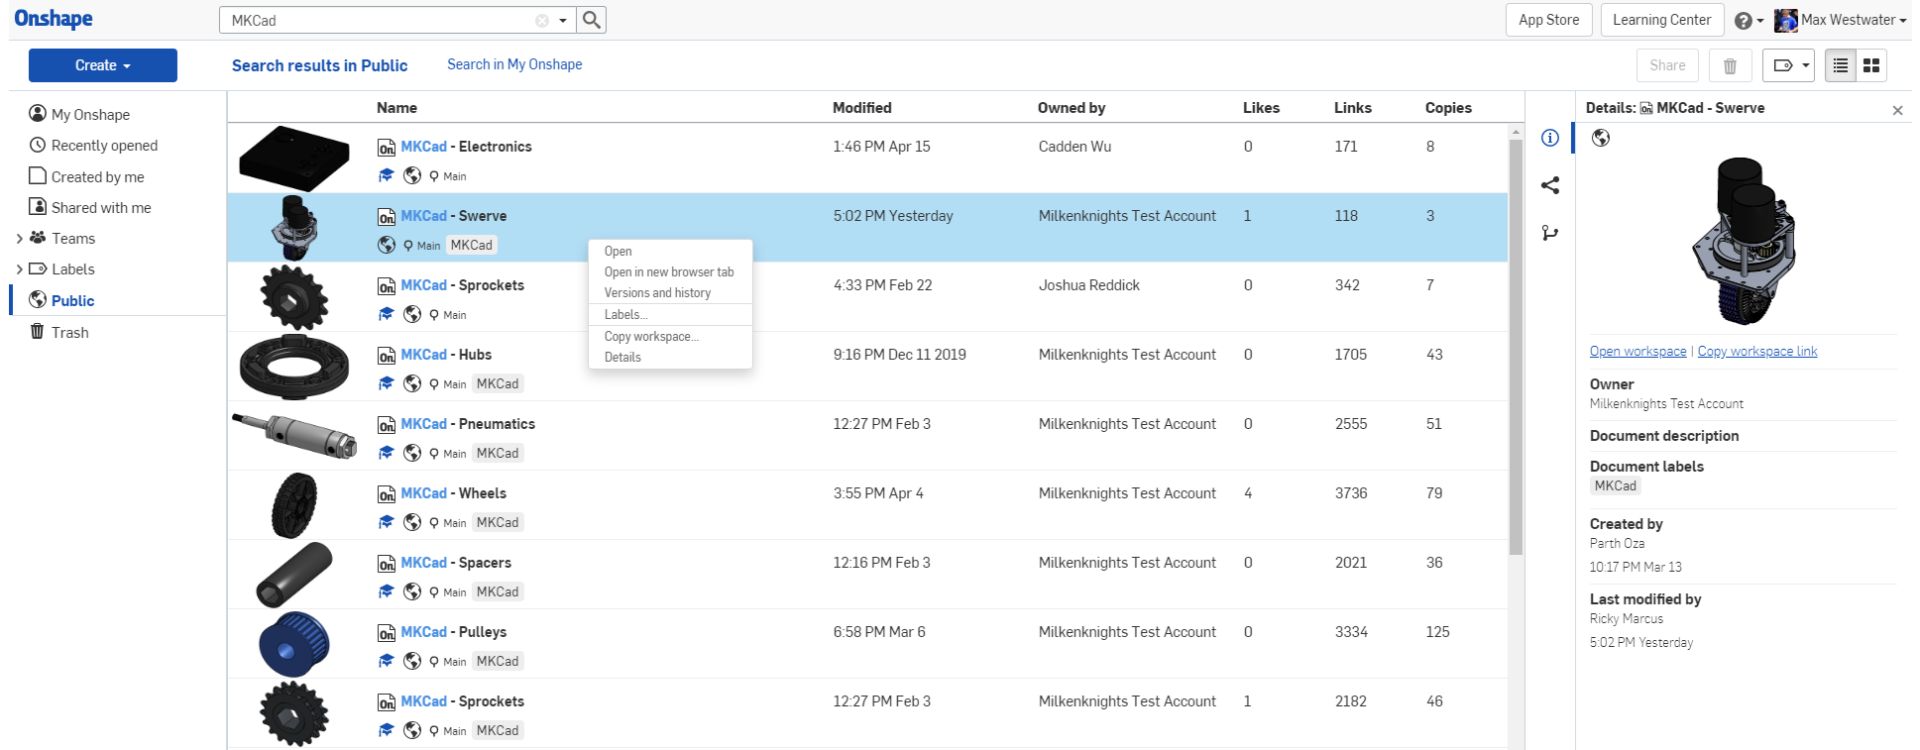 Onshape
MKCad
App Store
Learning Center
Max Westwater
Create
Search results in Public
Search in My Onshape
Share
My Onshape
Recently opened
Created by me
Shared with me
Teams
Labels
Public
Trash
Name Modified Owned by Likes Links Copies
MKCad - Electronics 1:46 PM Apr 15 Cadden Wu 0 171 8
Main
MKCad - Swerve 5:02 PM Yesterday Milkenknights Test Account 1 118 3
Main MKCad
MKCad - Sprockets 4:33 PM Feb 22 Joshua Reddick 0 342 7
Main
MKCad - Hubs 9:16 PM Dec 11 2019 Milkenknights Test Account 0 1705 43
Main MKCad
MKCad - Pneumatics 12:27 PM Feb 3 Milkenknights Test Account 0 2555 51
Main MKCad
MKCad - Wheels 3:55 PM Apr 4 Milkenknights Test Account 4 3736 79
Main MKCad
MKCad - Spacers 12:16 PM Feb 3 Milkenknights Test Account 0 2021 36
Main MKCad
MKCad - Pulleys 6:58 PM Mar 6 Milkenknights Test Account 0 3334 125
Main MKCad
MKCad - Sprockets 12:27 PM Feb 3 Milkenknights Test Account 1 2182 46
Main MKCad
Open
Open in new browser tab
Versions and history
Labels...
Copy workspace...
Details
Details: MKCad - Swerve
Open workspace | Copy workspace link
Owner
Milkenknights Test Account
Document description
Document labels
MKCad
Created by
Parth Oza
10:17 PM Mar 13
Last modified by
Ricky Marcus
5:02 PM Yesterday